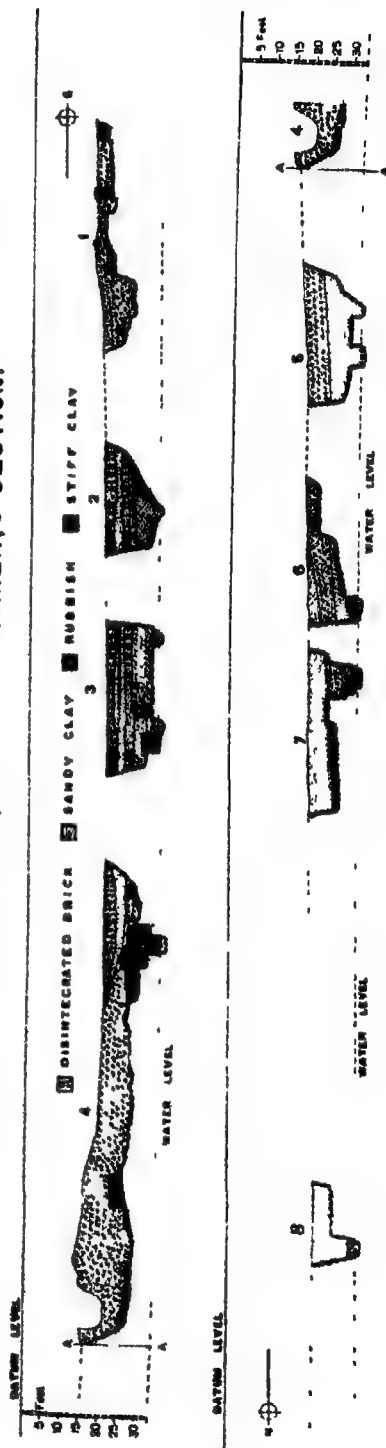 SECTION.
DATUM LEVEL
5 Feet
10
15
20
25
30
DISINTEGRATED BRICK
SANDY CLAY
RUBBISH
STIFF CLAY
A
A
4
3
2
1
WATER LEVEL
DATUM LEVEL
8
7
6
5
4
A
A
WATER LEVEL
WATER LEVEL
5 Feet
10
15
20
25
30